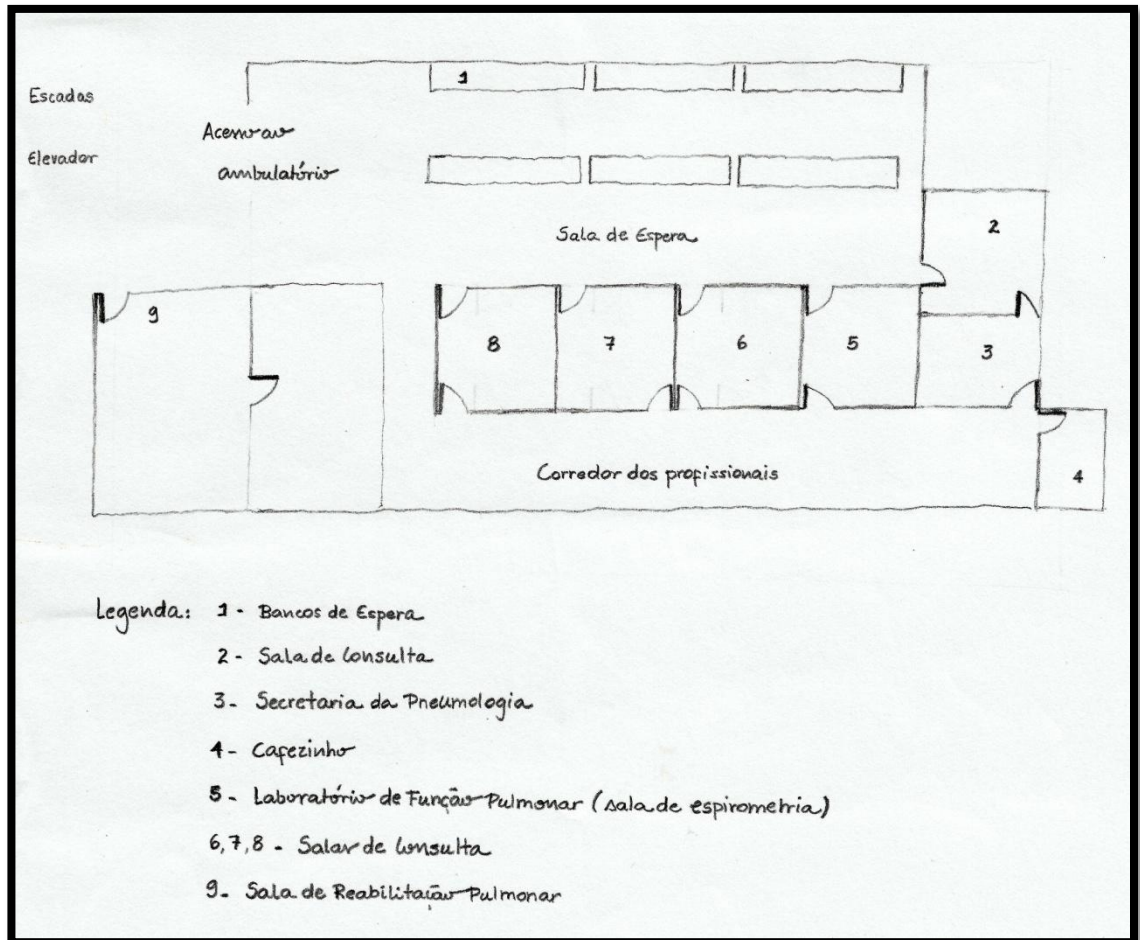 Escadas
Acesso ao
Elevador
ambulatório
1
Sala de Espera
2
9
8
7
6
5
3
Corredor dos profissionais
4
Legenda: 1 - Bancos de Espera
2 - Sala de Consulta
3 - Secretaria da Pneumologia
4 - Cafezinho
5 - Laboratório de Função Pulmonar (sala de espirometria)
6,7,8 - Salas de Consulta
9 - Sala de Reabilitação Pulmonar